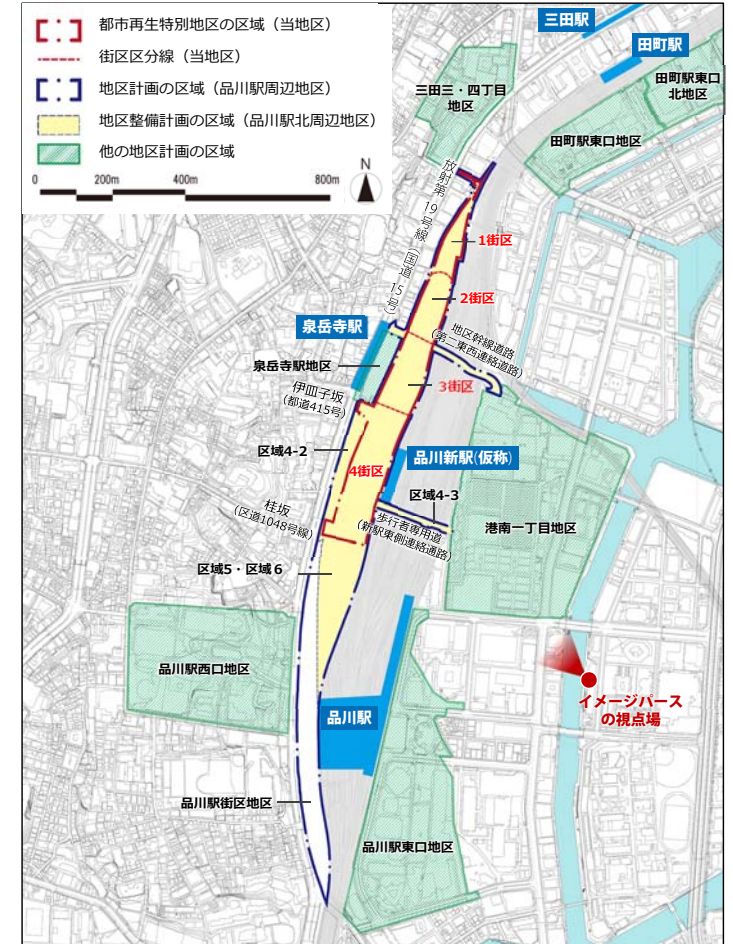 都市再生特別地区の区域（当地区）
街区区分線（当地区）
地区計画の区域（品川駅周辺地区）
地区整備計画の区域（品川駅北周辺地区）
他の地区計画の区域
0 200m 400m 800m
N
三田駅
田町駅
三田三・四丁目
地区
田町駅東口
北地区
田町駅東口地区
放射第19号線（国道15号）
1街区
2街区
泉岳寺駅
地区幹線道路
（第二東西連絡道路）
泉岳寺駅地区
3街区
伊皿子坂
（都道415号）
区域4-2
4街区
品川新駅(仮称)
区域4-3
桂坂
（区道1048号線）
歩行者専用道
（新駅東側連絡通路）
港南一丁目地区
区域5・区域６
品川駅西口地区
イメージパース
の視点場
品川駅
品川駅街区地区
品川駅東口地区